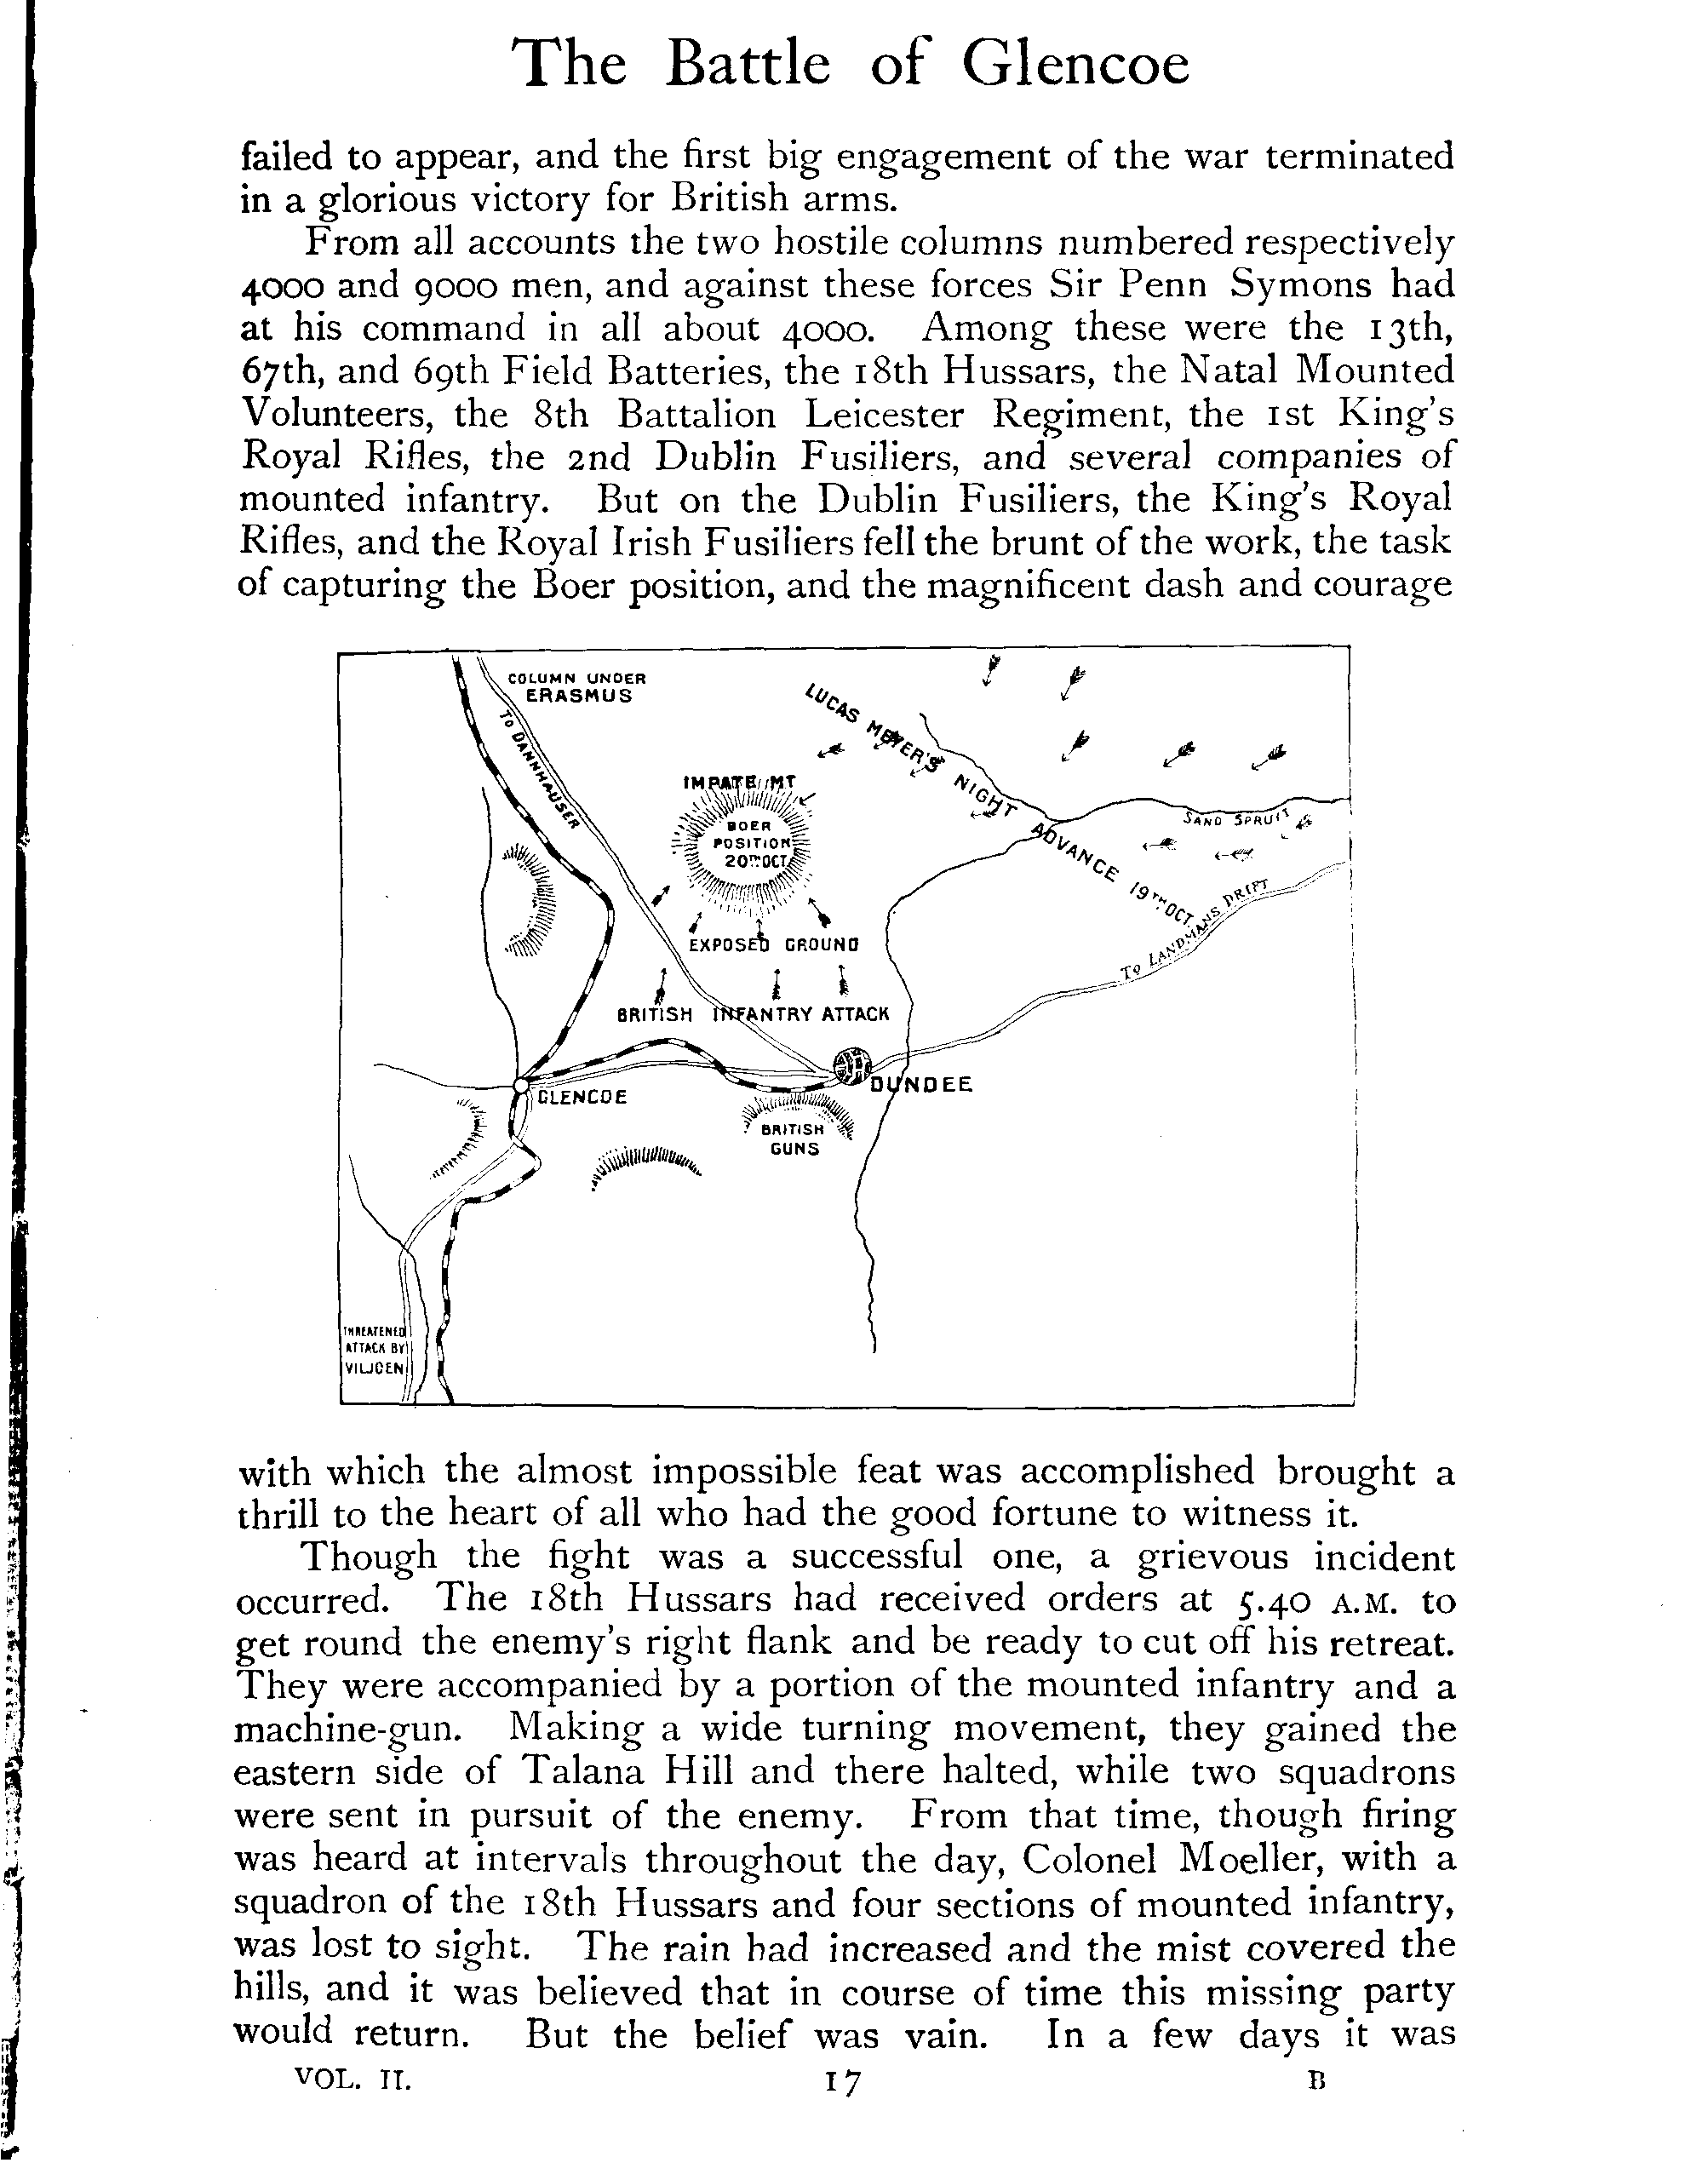 The Battle of Glencoe
failed to appear, and the first big engagement of the war terminated
in a glorious victory for British arms.
From all accounts the two hostile columns numbered respectively
4000 and 9000 men, and against these forces Sir Penn Symons had
at his command in all about 4000. Among these were the 13th,
67th, and 69th Field Batteries, the 18th Hussars, the Natal Mounted
Volunteers, the 8th Battalion Leicester Regiment, the 1st King's
Royal Rifles, the 2nd Dublin Fusiliers, and several companies of
mounted infantry. But on the Dublin Fusiliers, the King's Royal
Rifles, and the Royal Irish Fusiliers fell the brunt of the work, the task
of capturing the Boer position, and the magnificent dash and courage
COLUMN UNDER
ERASMUS
TO DANNHAUSER
LUCAS MEYER'S NIGHT ADVANCE 19TH OCT.
IMPATE MT
BOER
POSITION
20TH OCT.
SAND SPRUIT
EXPOSED GROUND
TO LANDMANS DRIFT
BRITISH INFANTRY ATTACK
DUNDEE
GLENCOE
BRITISH
GUNS
THREATENED
ATTACK BY
VILJOEN
with which the almost impossible feat was accomplished brought a
thrill to the heart of all who had the good fortune to witness it.
Though the fight was a successful one, a grievous incident
occurred. The 18th Hussars had received orders at 5.40 A.M. to
get round the enemy's right flank and be ready to cut off his retreat.
They were accompanied by a portion of the mounted infantry and a
machine-gun. Making a wide turning movement, they gained the
eastern side of Talana Hill and there halted, while two squadrons
were sent in pursuit of the enemy. From that time, though firing
was heard at intervals throughout the day, Colonel Moeller, with a
squadron of the 18th Hussars and four sections of mounted infantry,
was lost to sight. The rain had increased and the mist covered the
hills, and it was believed that in course of time this missing party
would return. But the belief was vain. In a few days it was
VOL. II. 17 B